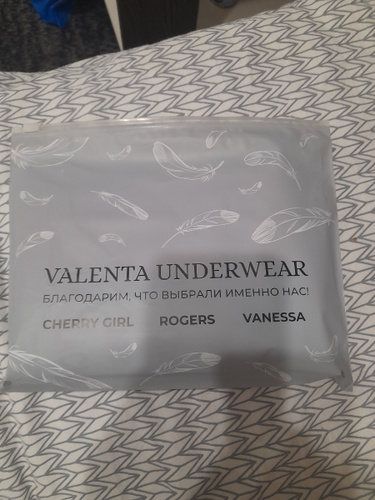 VALENTA UNDERWEAR
БЛАГОДАРИМ, ЧТО ВЫБРАЛИ ИМЕННО НАС!
CHERRY GIRL ROGERS VANESSA